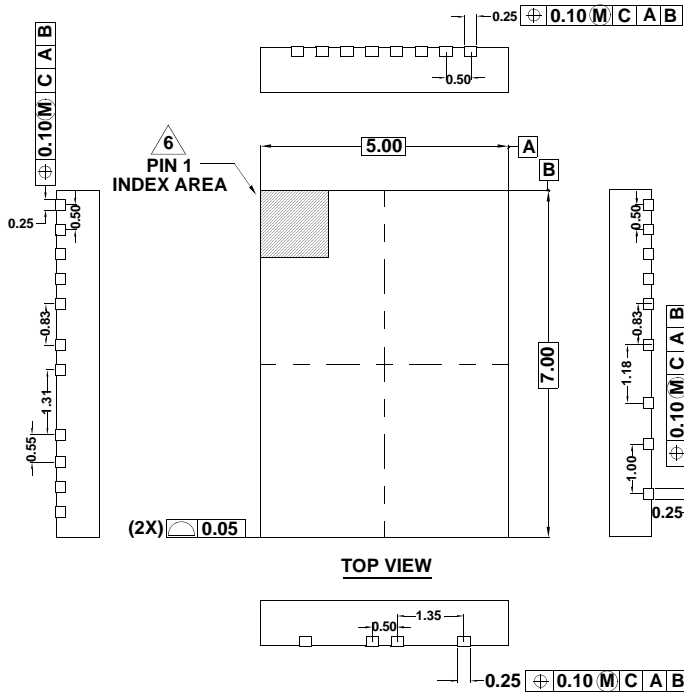 0.25 ⌖ 0.10 Ⓜ C A B
0.50
⌖ 0.10 Ⓜ C A B
6
PIN 1
INDEX AREA
5.00
A
B
0.25
0.50
0.83
1.31
0.55
7.00
0.50
0.83
1.18
1.00
⌖ 0.10 Ⓜ C A B
0.25
(2X) ⌓ 0.05
TOP VIEW
1.35
0.50
0.25 ⌖ 0.10 Ⓜ C A B